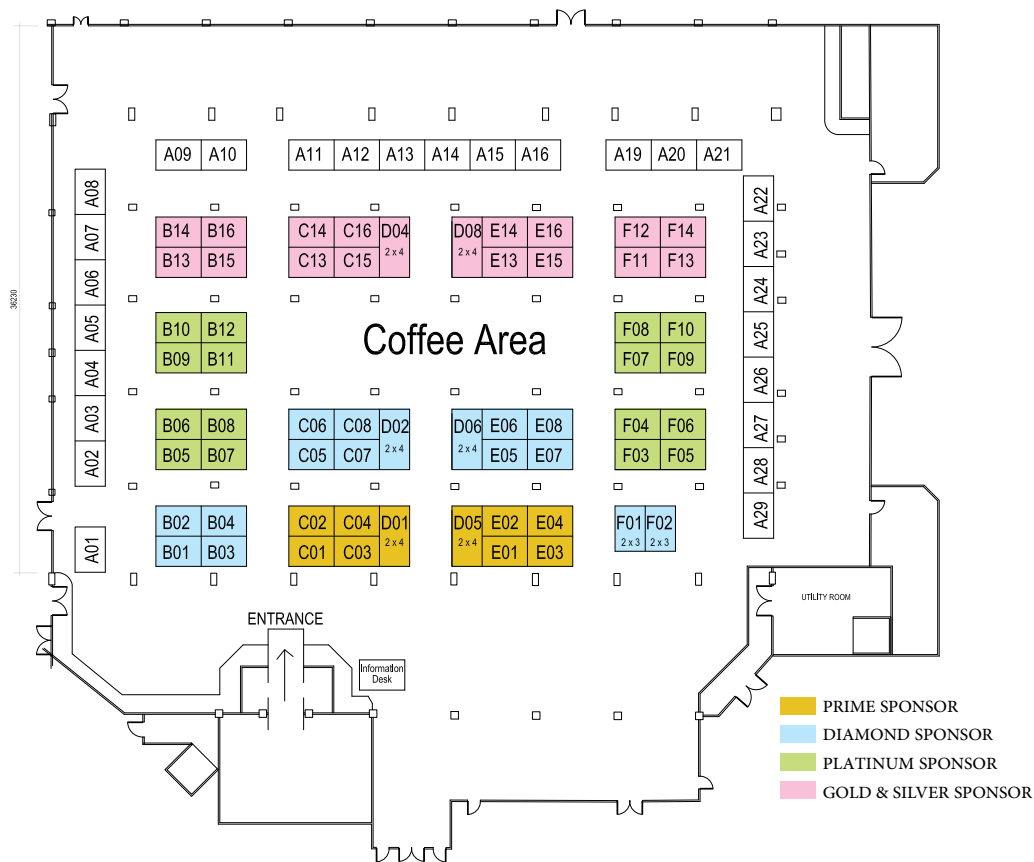 A09 A10 A11 A12 A13 A14 A15 A16 A19 A20 A21
A08
A07
A06
A05
A04
A03
A02
A01
A22
A23
A24
A25
A26
A27
A28
A29
36230
B14 B16 C14 C16 D04 D08 E14 E16 F12 F14
2 x 4 2 x 4
B13 B15 C13 C15 E13 E15 F11 F13
B10 B12 F08 F10
Coffee Area
B09 B11 F07 F09
B06 B08 C06 C08 D02 D06 E06 E08 F04 F06
2 x 4 2 x 4
B05 B07 C05 C07 E05 E07 F03 F05
B02 B04 C02 C04 D01 D05 E02 E04 F01 F02
2 x 4 2 x 4 2 x 3 2 x 3
B01 B03 C01 C03 E01 E03
UTILITY ROOM
ENTRANCE
Information
Desk
PRIME SPONSOR
DIAMOND SPONSOR
PLATINUM SPONSOR
GOLD & SILVER SPONSOR